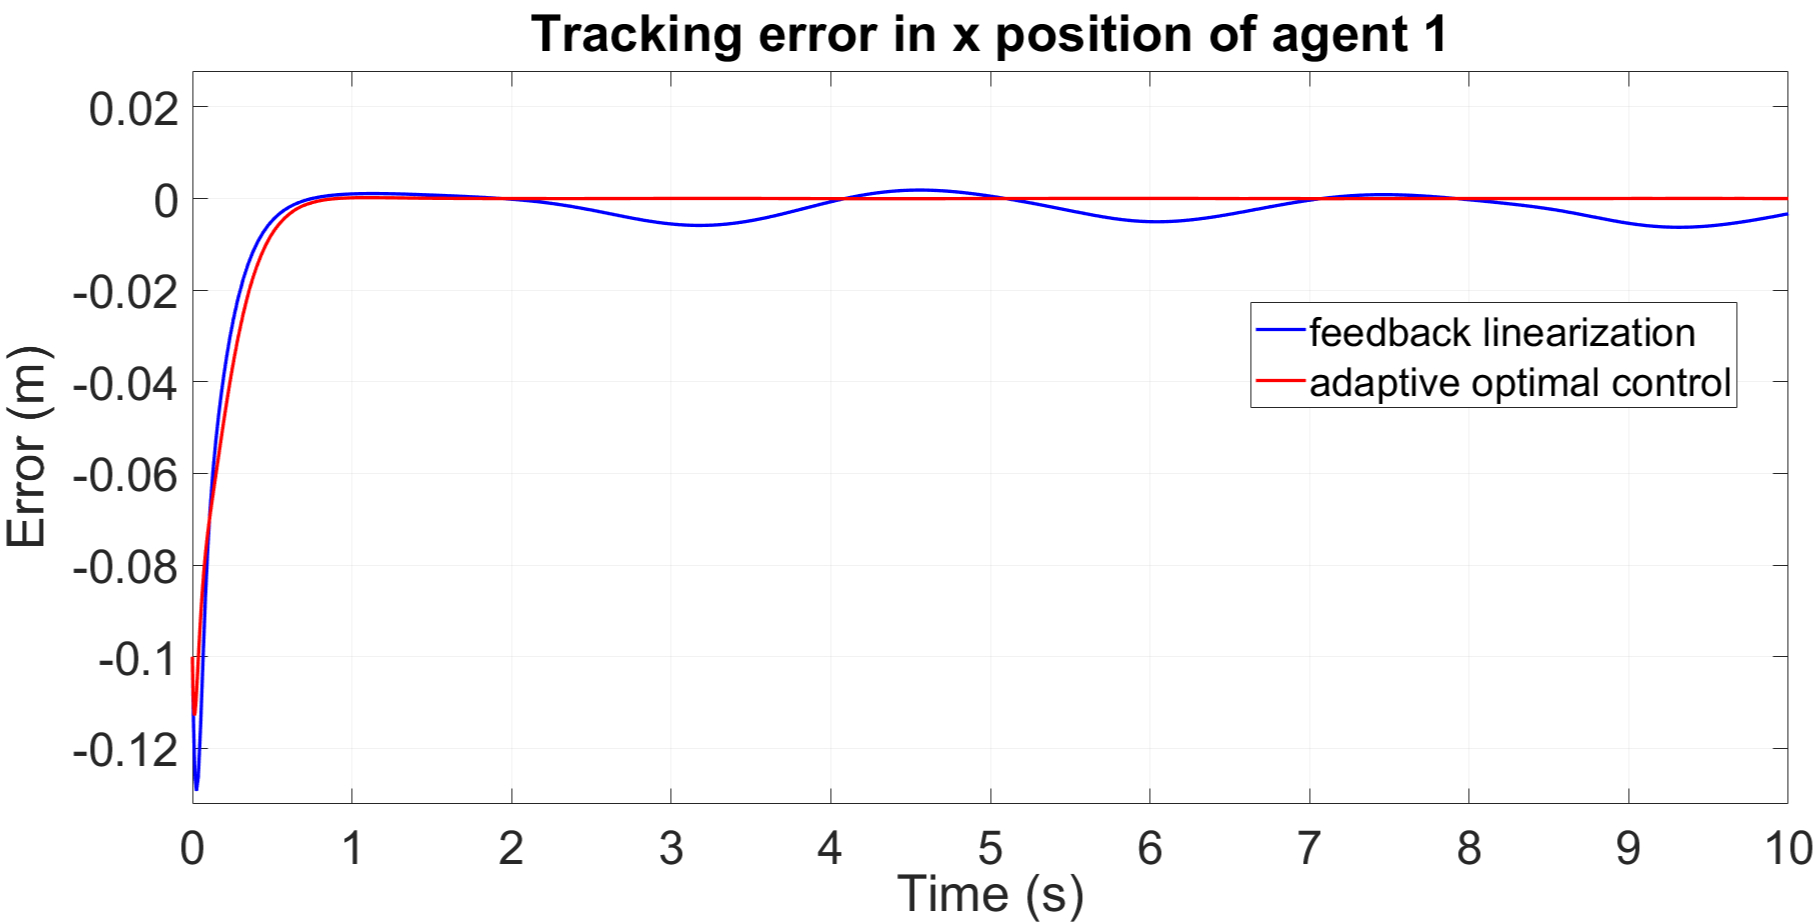 Tracking error in x position of agent 1
0.02
0
-0.02
-0.04
-0.06
-0.08
-0.1
-0.12
Error (m)
feedback linearization
adaptive optimal control
0 1 2 3 4 5 6 7 8 9 10
Time (s)